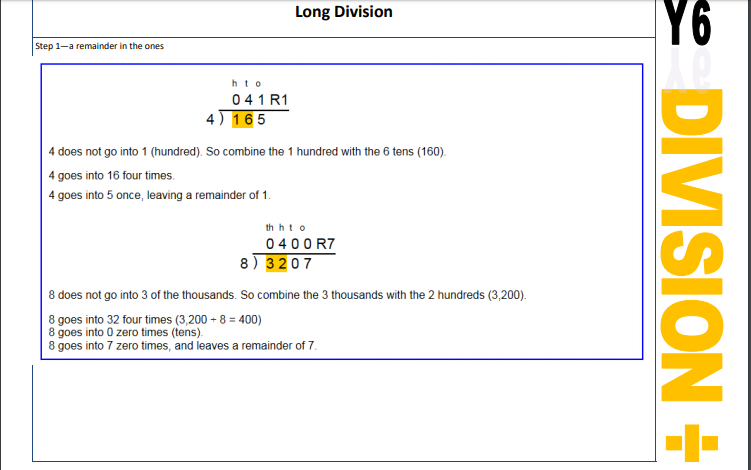 Long Division
Y6
Step 1—a remainder in the ones
h t o
0 4 1 R1
4 ) 1 6 5
4 does not go into 1 (hundred). So combine the 1 hundred with the 6 tens (160).
4 goes into 16 four times.
4 goes into 5 once, leaving a remainder of 1.
th h t o
0 4 0 0 R7
8 ) 3 2 0 7
8 does not go into 3 of the thousands. So combine the 3 thousands with the 2 hundreds (3,200).
8 goes into 32 four times (3,200 ÷ 8 = 400)
8 goes into 0 zero times (tens).
8 goes into 7 zero times, and leaves a remainder of 7.
DIVISION ÷